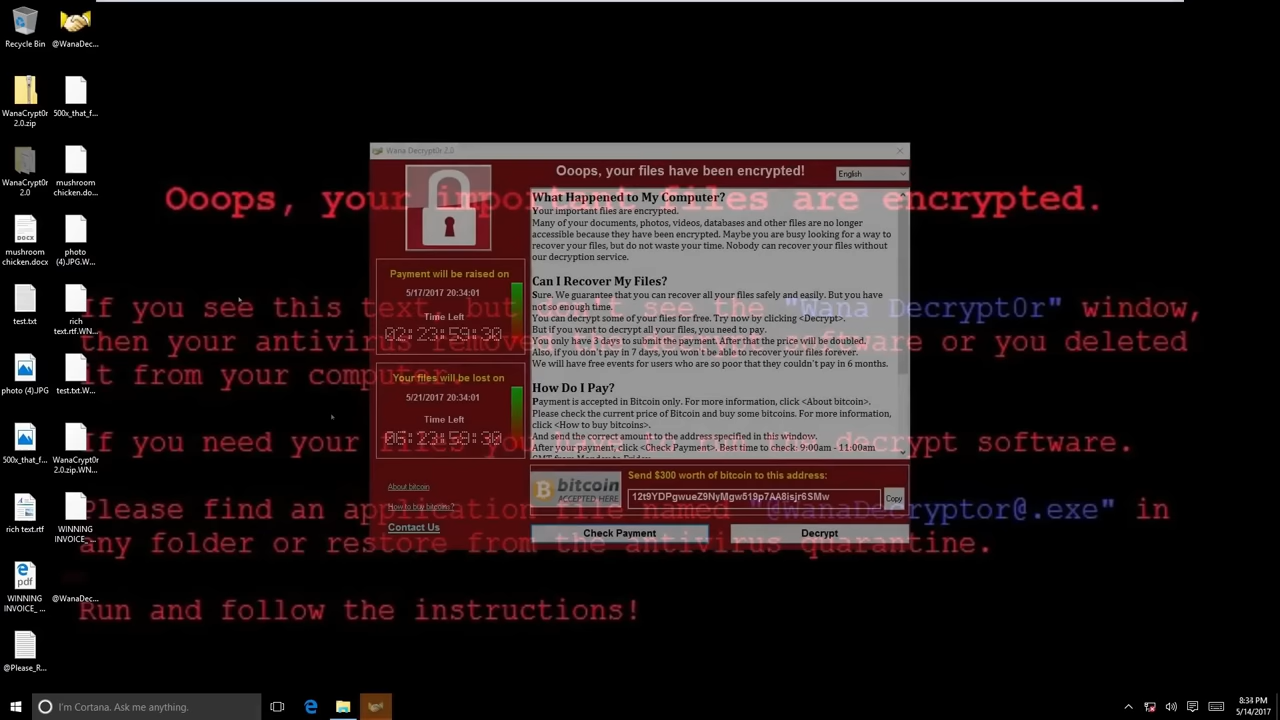 Recycle Bin
@WanaDec...
WanaCrypt0r
2.0.zip
500x_that_f...
WanaCrypt0r
2.0
mushroom
chicken.do...
mushroom
chicken.docx
photo
(4).JPG.W...
test.txt
rich
text.rtf.WN...
photo (4).JPG
test.txt.W...
500x_that_f...
WanaCrypt0r
2.0.zip.WN...
rich text.rtf
WINNING
INVOICE_...
WINNING
INVOICE_ ...
@WanaDec...
@Please_R...
Ooops, your important files are encrypted.
If you see this text, but don't see the "Wana Decrypt0r" window
then your antivirus removed the decrypt software or you deleted
it from your computer.
If you need your files you have to run the decrypt software.
Please find an application file named "@WanaDecryptor@.exe" in
any folder or restore from the antivirus quarantine.
Run and follow the instructions!
Wana Decrypt0r 2.0
Ooops, your files have been encrypted!
English
What Happened to My Computer?
Your important files are encrypted.
Many of your documents, photos, videos, databases and other files are no longer
accessible because they have been encrypted. Maybe you are busy looking for a way to
recover your files, but do not waste your time. Nobody can recover your files without
our decryption service.
Can I Recover My Files?
Sure. We guarantee that you can recover all your files safely and easily. But you have
not so enough time.
You can decrypt some of your files for free. Try now by clicking <Decrypt>.
But if you want to decrypt all your files, you need to pay.
You only have 3 days to submit the payment. After that the price will be doubled.
Also, if you don't pay in 7 days, you won't be able to recover your files forever.
We will have free events for users who are so poor that they couldn't pay in 6 months.
How Do I Pay?
Payment is accepted in Bitcoin only. For more information, click <About bitcoin>.
Please check the current price of Bitcoin and buy some bitcoins. For more information,
click <How to buy bitcoins>.
And send the correct amount to the address specified in this window.
After your payment, click <Check Payment>. Best time to check: 9:00am - 11:00am
GMT from Monday to Friday.
Payment will be raised on
5/17/2017 20:34:01
Time Left
02:23:59:30
Your files will be lost on
5/21/2017 20:34:01
Time Left
06:23:59:30
About bitcoin
How to buy bitcoins?
Contact Us
bitcoin
ACCEPTED HERE
Send $300 worth of bitcoin to this address:
12t9YDPgwueZ9NyMgw519p7AA8isjr6SMw
Copy
Check Payment
Decrypt
I'm Cortana. Ask me anything.
8:34 PM
5/14/2017